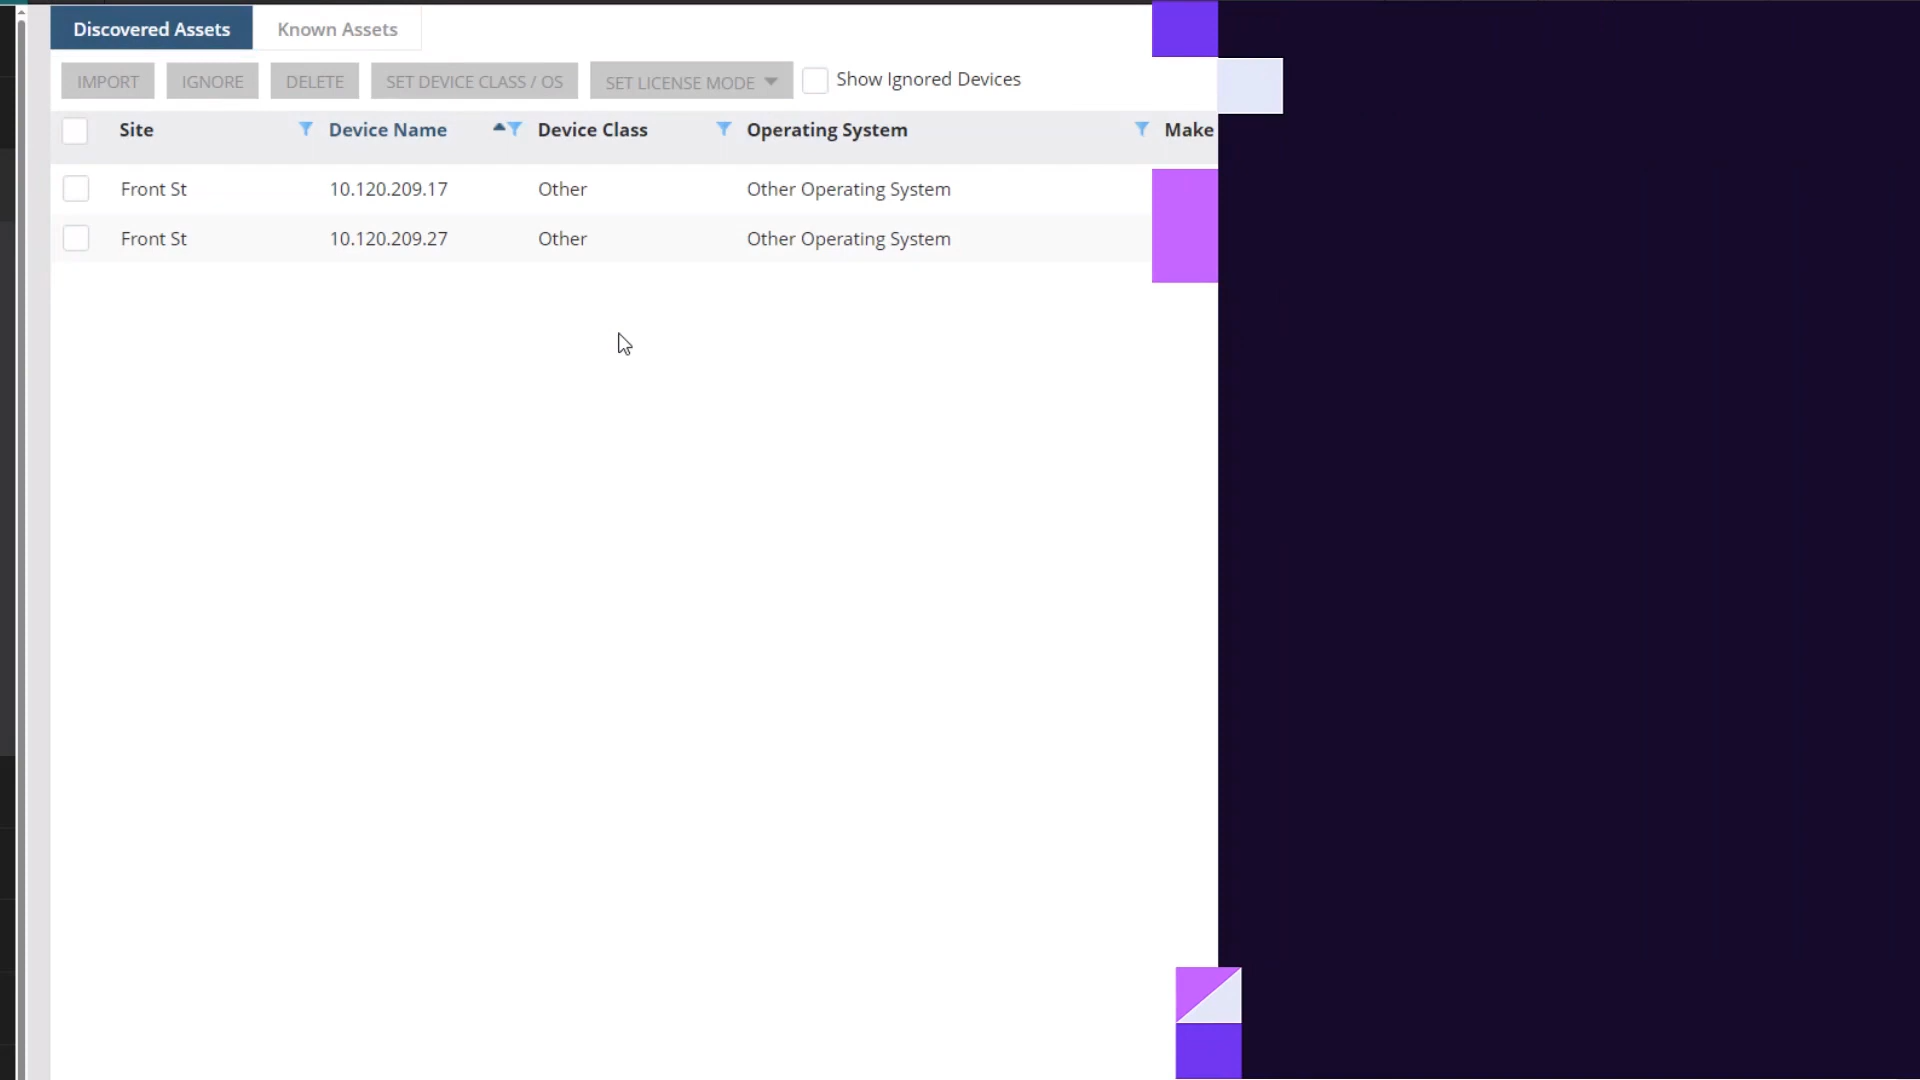 Discovered Assets Known Assets
IMPORT IGNORE DELETE SET DEVICE CLASS / OS SET LICENSE MODE Show Ignored Devices
Site Device Name Device Class Operating System Make
Front St 10.120.209.17 Other Other Operating System
Front St 10.120.209.27 Other Other Operating System